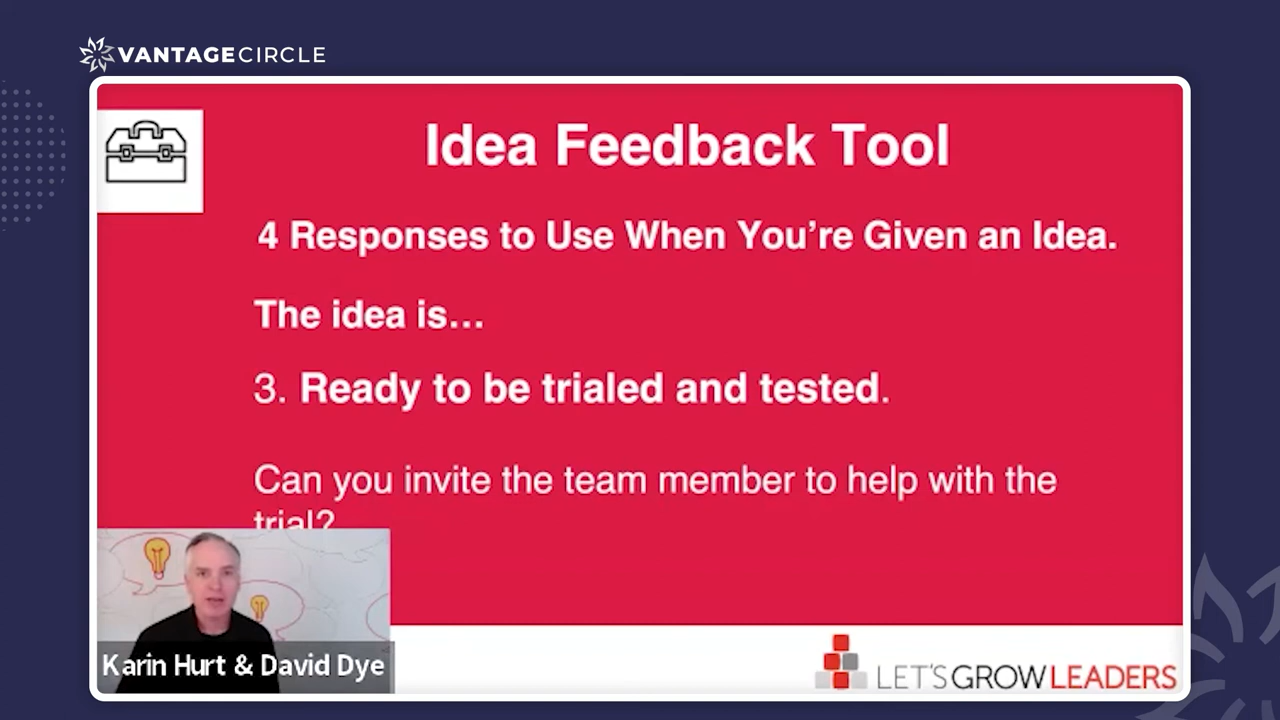 VANTAGECIRCLE
Idea Feedback Tool
4 Responses to Use When You’re Given an Idea.
The idea is…
3. Ready to be trialed and tested.
Can you invite the team member to help with the
trial?
Karin Hurt & David Dye
LET'SGROWLEADERS